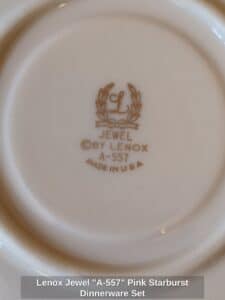 L
JEWEL
© BY LENOX
A-557
MADE IN U.S.A.
Lenox Jewel "A-557" Pink Starburst
Dinnerware Set